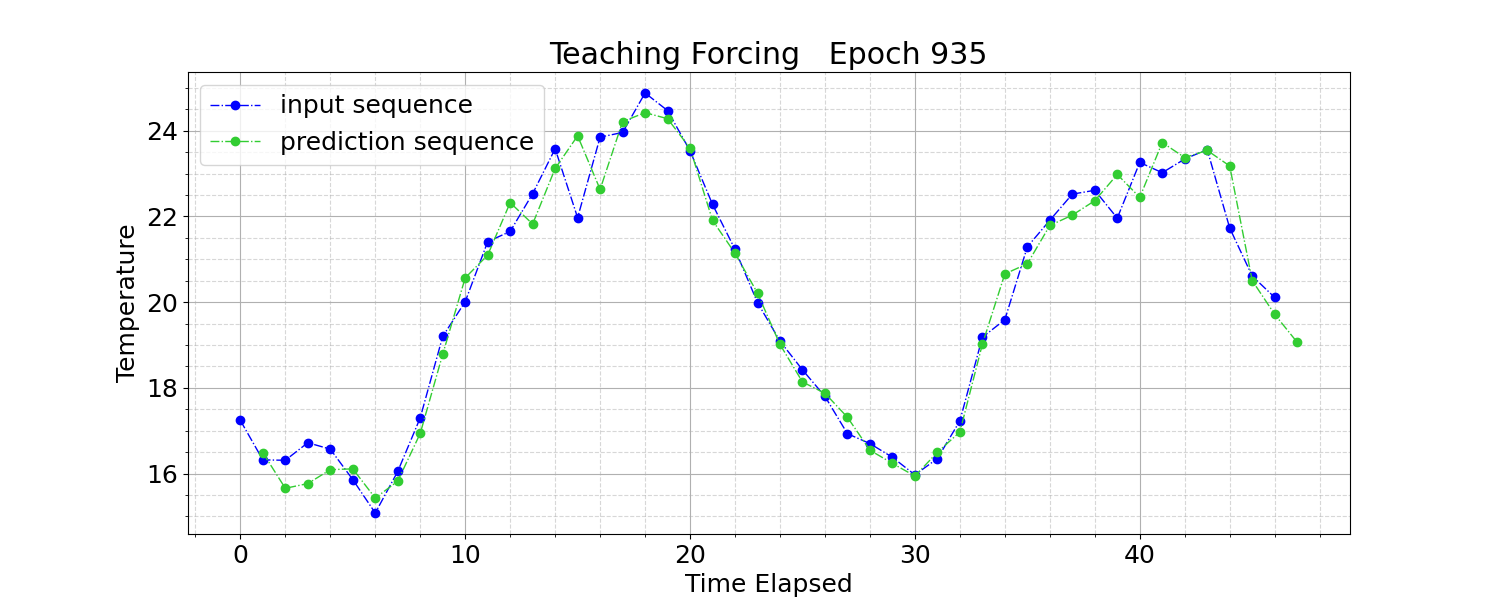 Teaching Forcing   Epoch 935
input sequence
prediction sequence
24
22
20
18
16
Temperature
0 10 20 30 40
Time Elapsed